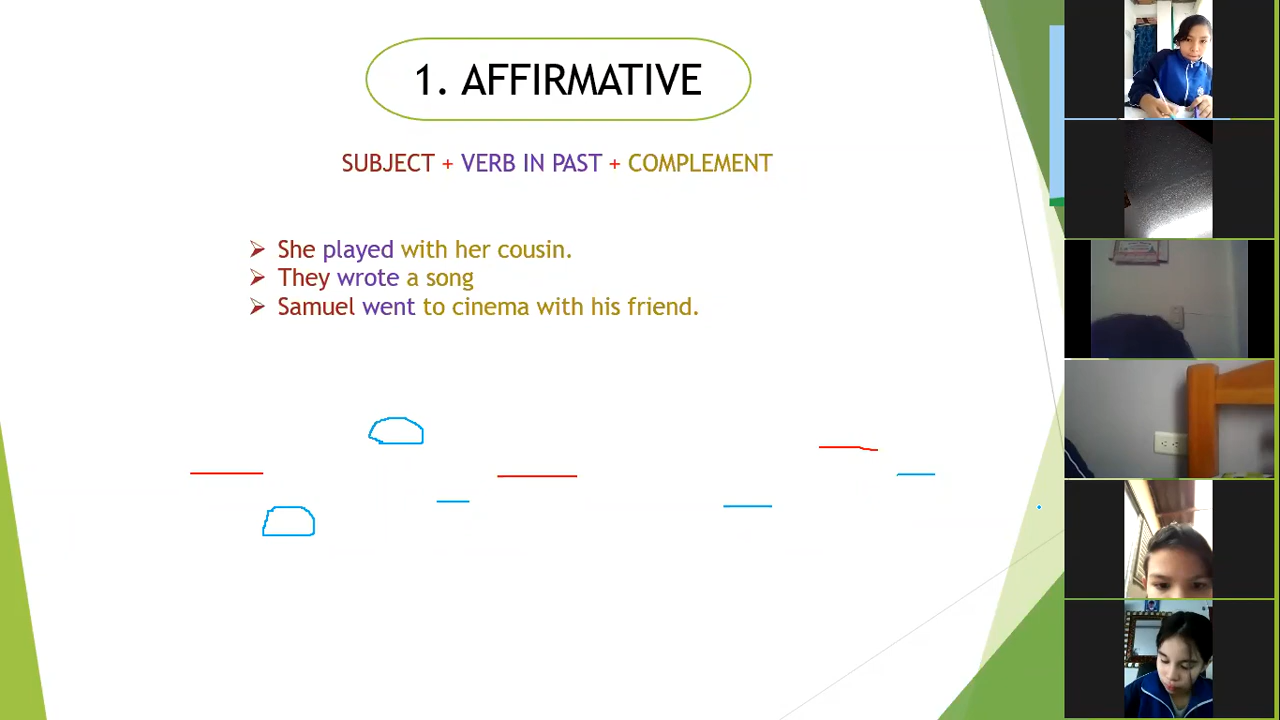 1. AFFIRMATIVE
SUBJECT + VERB IN PAST + COMPLEMENT
She played with her cousin.
They wrote a song
Samuel went to cinema with his friend.